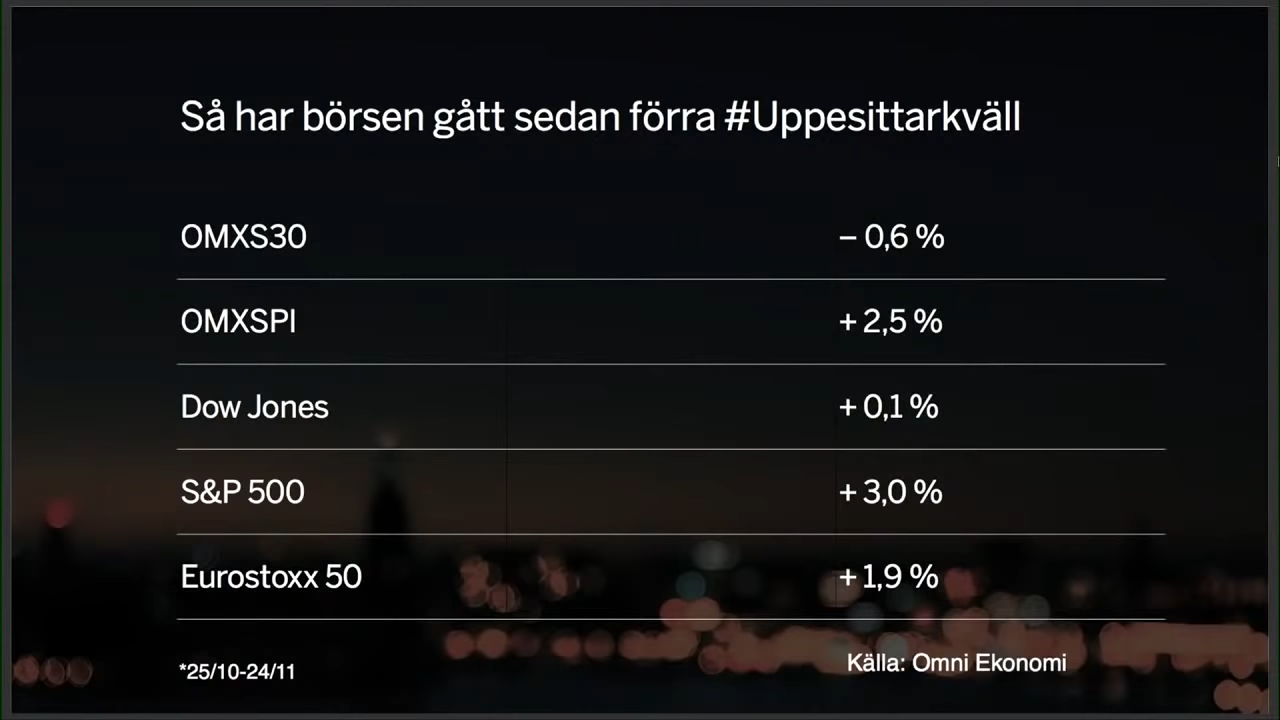 Så har börsen gått sedan förra #Uppesittarkväll
OMXS30 – 0,6 %
OMXSPI + 2,5 %
Dow Jones + 0,1 %
S&P 500 + 3,0 %
Eurostoxx 50 + 1,9 %
*25/10-24/11 Källa: Omni Ekonomi